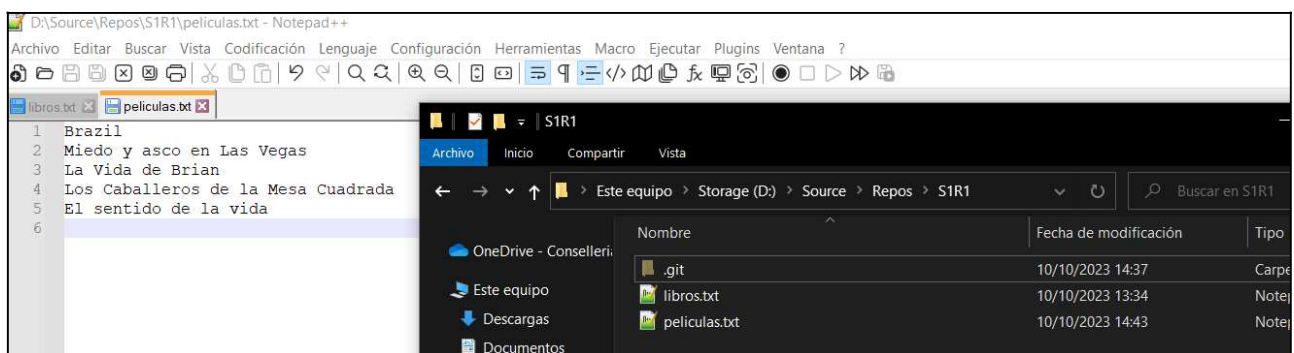 D:\Source\Repos\S1R1\peliculas.txt - Notepad++
Archivo Editar Buscar Vista Codificación Lenguaje Configuración Herramientas Macro Ejecutar Plugins Ventana ?
libros.txt peliculas.txt
1 Brazil
2 Miedo y asco en Las Vegas
3 La Vida de Brian
4 Los Caballeros de la Mesa Cuadrada
5 El sentido de la vida
6
S1R1
Archivo Inicio Compartir Vista
Este equipo > Storage (D:) > Source > Repos > S1R1 Buscar en S1R1
Nombre Fecha de modificación Tipo
OneDrive - Conselleri
.git 10/10/2023 14:37 Carpe
Este equipo
libros.txt 10/10/2023 13:34 Note
Descargas
peliculas.txt 10/10/2023 14:43 Note
Documentos